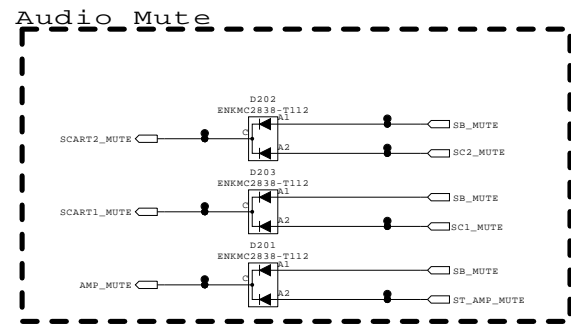 Audio Mute
D202
ENKMC2838-T112
A1
SB_MUTE
C
SCART2_MUTE
A2
SC2_MUTE
D203
ENKMC2838-T112
A1
SB_MUTE
C
SCART1_MUTE
A2
SC1_MUTE
D201
ENKMC2838-T112
A1
SB_MUTE
C
AMP_MUTE
A2
ST_AMP_MUTE